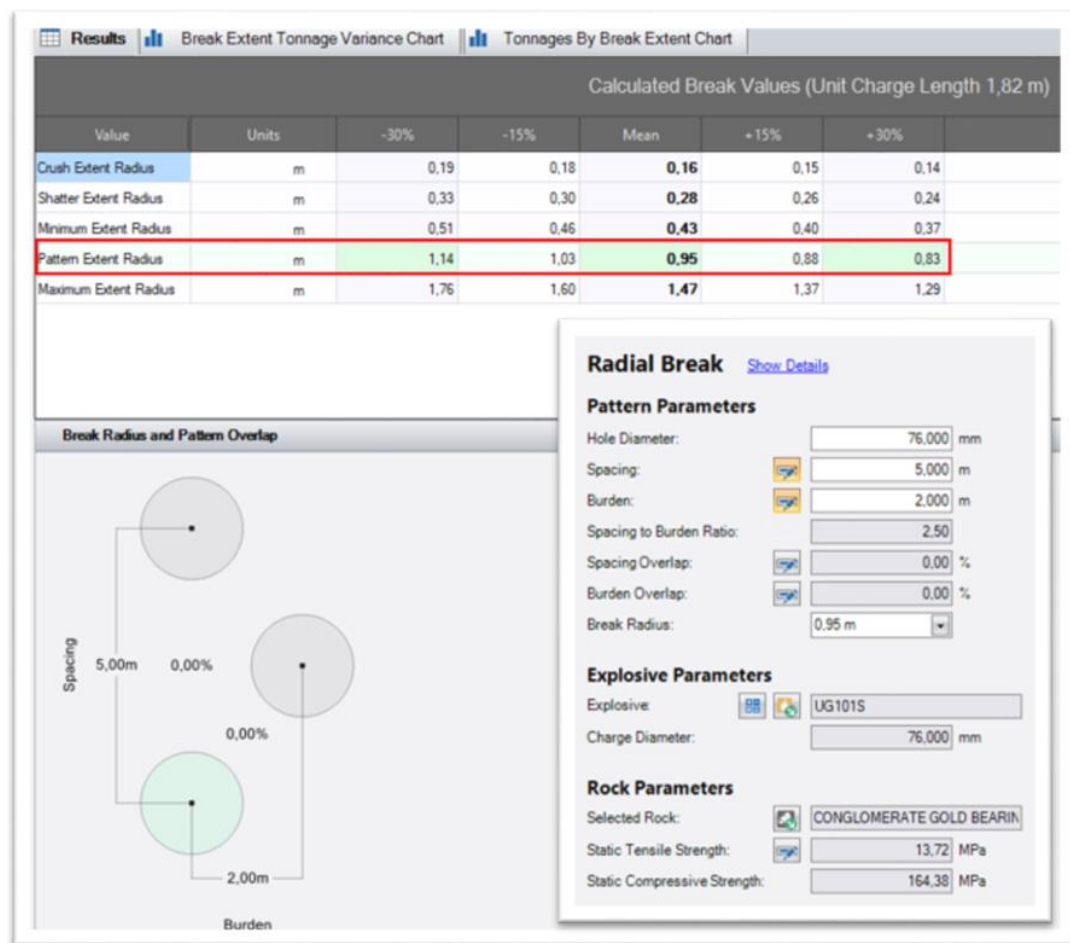 Results Break Extent Tonnage Variance Chart Tonnages By Break Extent Chart
Calculated Break Values (Unit Charge Length 1,82 m)
Value Units -30% -15% Mean +15% +30%
Crush Extent Radius m 0,19 0,18 0,16 0,15 0,14
Shatter Extent Radius m 0,33 0,30 0,28 0,26 0,24
Minimum Extent Radius m 0,51 0,46 0,43 0,40 0,37
Pattern Extent Radius m 1,14 1,03 0,95 0,88 0,83
Maximum Extent Radius m 1,76 1,60 1,47 1,37 1,29
Break Radius and Pattern Overlap
Spacing
5,00m 0,00%
0,00%
2,00m
Burden
Radial Break Show Details
Pattern Parameters
Hole Diameter: 76,000 mm
Spacing: 5,000 m
Burden: 2,000 m
Spacing to Burden Ratio: 2,50
Spacing Overlap: 0,00 %
Burden Overlap: 0,00 %
Break Radius: 0,95 m
Explosive Parameters
Explosive: UG101S
Charge Diameter: 76,000 mm
Rock Parameters
Selected Rock: CONGLOMERATE GOLD BEARIN
Static Tensile Strength: 13,72 MPa
Static Compressive Strength: 164,38 MPa